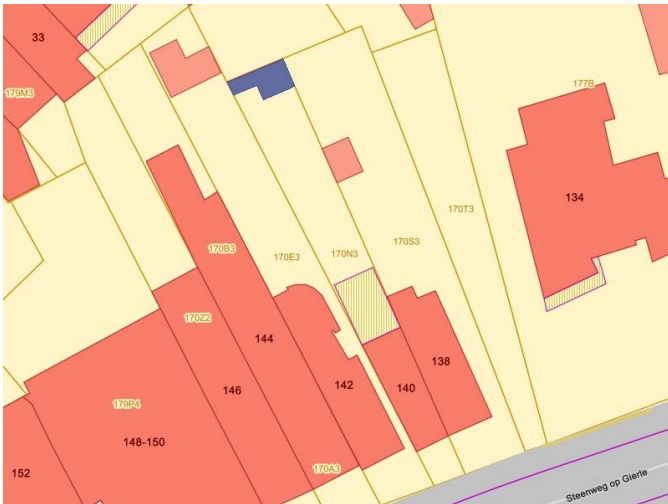 33
179M3
177B
134
170T3
170S3
170B3
170E3
170N3
170Z2
144
138
142
140
146
179P4
148-150
152
170A3
Steenweg op Gierle